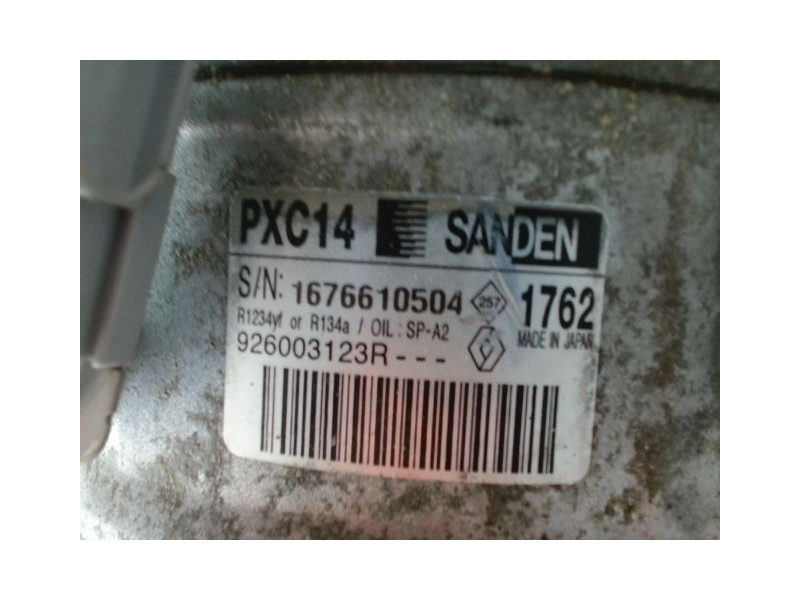 PXC14 SANDEN
S/N: 1676610504 257 1762
R1234yf or R134a / OIL : SP-A2 MADE IN JAPAN
926003123R - - -